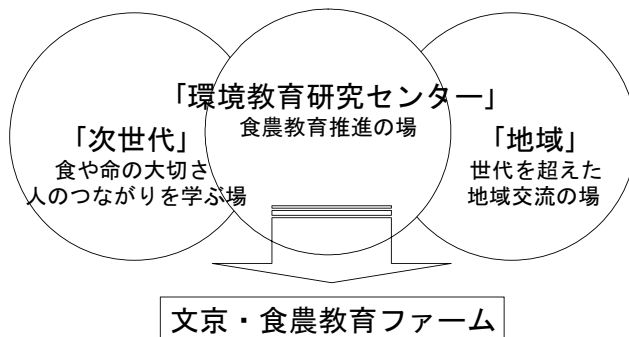 「環境教育研究センター」
食農教育推進の場
「次世代」
食や命の大切さ
人のつながりを学ぶ場
「地域」
世代を超えた
地域交流の場
文京・食農教育ファーム